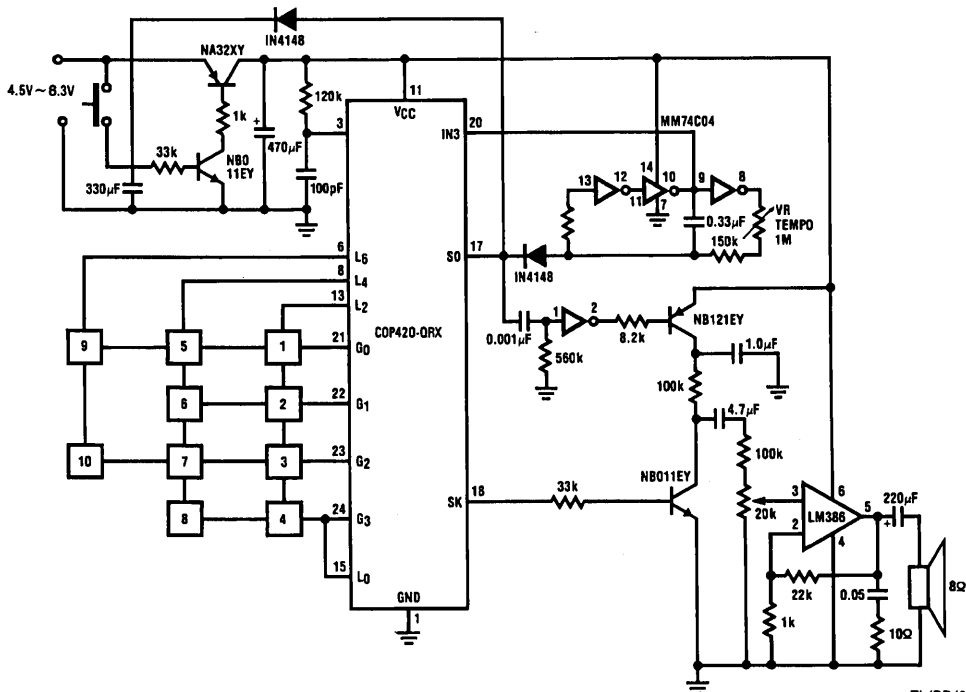 IN4148
NA32XY
4.5V ~ 6.3V
1k
33k
NB0
11EY
330µF
+
470µF
120k
100pF
3
11
VCC
20
IN3
MM74C04
13
12
14
11
10
7
9
8
0.33µF
150k
VR
TEMPO
1M
17
SO
IN4148
6
L6
8
L4
13
L2
COP420-QRX
21
G0
22
G1
23
G2
24
G3
15
L0
18
SK
GND
1
9
5
1
6
2
10
7
3
8
4
0.001µF
1
2
560k
8.2k
NB121EY
1.0µF
100k
4.7µF
100k
33k
NB011EY
20k
3
2
LM386
6
5
4
220µF
+
22k
1k
0.05
10Ω
8Ω